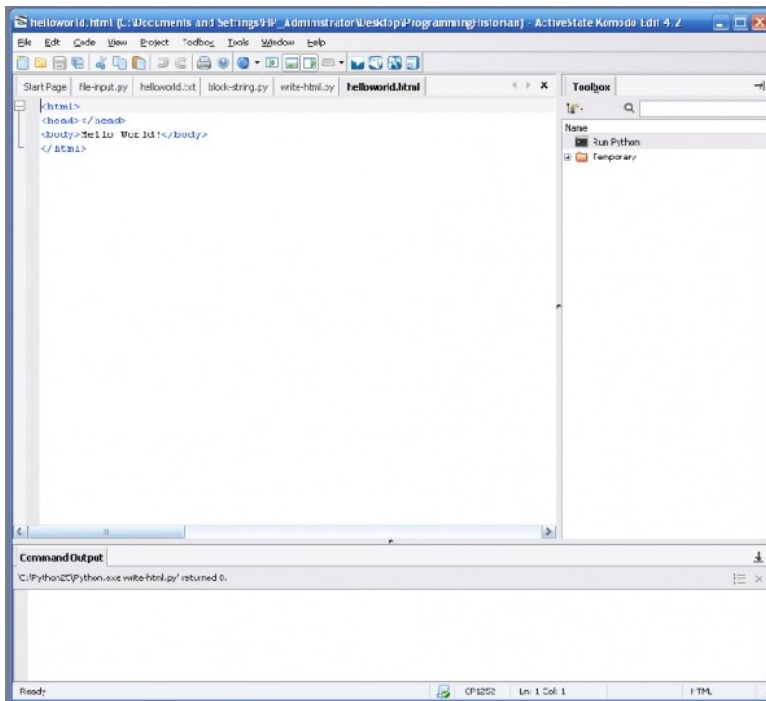 helloworld.html (C:\Documents and Settings\HP_Administrator\Desktop\ProgrammingHistorian) - ActiveState Komodo Edit 4.2
File Edit Code View Project Toolbox Tools Window Help
Start Page file-input.py helloworld.txt block-string.py write-html.py helloworld.html
Toolbox
<html>
<head></head>
<body>Hello World!</body>
</html>
Name
Run Python
Temporary
Command Output
'C:\Python25\Python.exe write-html.py' returned 0.
Ready CP1252 Ln: 1 Col: 1 HTML